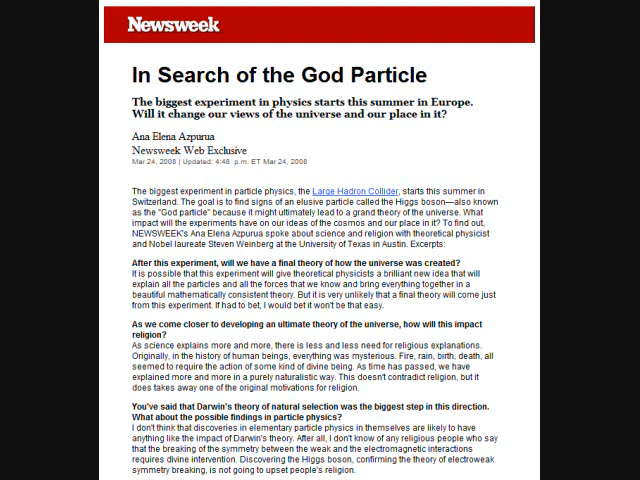 Newsweek
In Search of the God Particle
The biggest experiment in physics starts this summer in Europe.
Will it change our views of the universe and our place in it?
Ana Elena Azpurua
Newsweek Web Exclusive
Mar 24, 2008 | Updated: 4:48 p.m. ET Mar 24, 2008
The biggest experiment in particle physics, the Large Hadron Collider, starts this summer in
Switzerland. The goal is to find signs of an elusive particle called the Higgs boson—also known
as the "God particle" because it might ultimately lead to a grand theory of the universe. What
impact will the experiments have on our ideas of the cosmos and our place in it? To find out,
NEWSWEEK's Ana Elena Azpurua spoke about science and religion with theoretical physicist
and Nobel laureate Steven Weinberg at the University of Texas in Austin. Excerpts:
After this experiment, will we have a final theory of how the universe was created?
It is possible that this experiment will give theoretical physicists a brilliant new idea that will
explain all the particles and all the forces that we know and bring everything together in a
beautiful mathematically consistent theory. But it is very unlikely that a final theory will come just
from this experiment. If had to bet, I would bet it won't be that easy.
As we come closer to developing an ultimate theory of the universe, how will this impact
religion?
As science explains more and more, there is less and less need for religious explanations.
Originally, in the history of human beings, everything was mysterious. Fire, rain, birth, death, all
seemed to require the action of some kind of divine being. As time has passed, we have
explained more and more in a purely naturalistic way. This doesn't contradict religion, but it
does takes away one of the original motivations for religion.
You've said that Darwin's theory of natural selection was the biggest step in this direction.
What about the possible findings in particle physics?
I don't think that discoveries in elementary particle physics in themselves are likely to have
anything like the impact of Darwin's theory. After all, I don't know of any religious people who say
that the breaking of the symmetry between the weak and the electromagnetic interactions
requires divine intervention. Discovering the Higgs boson, confirming the theory of electroweak
symmetry breaking, is not going to upset people's religion.